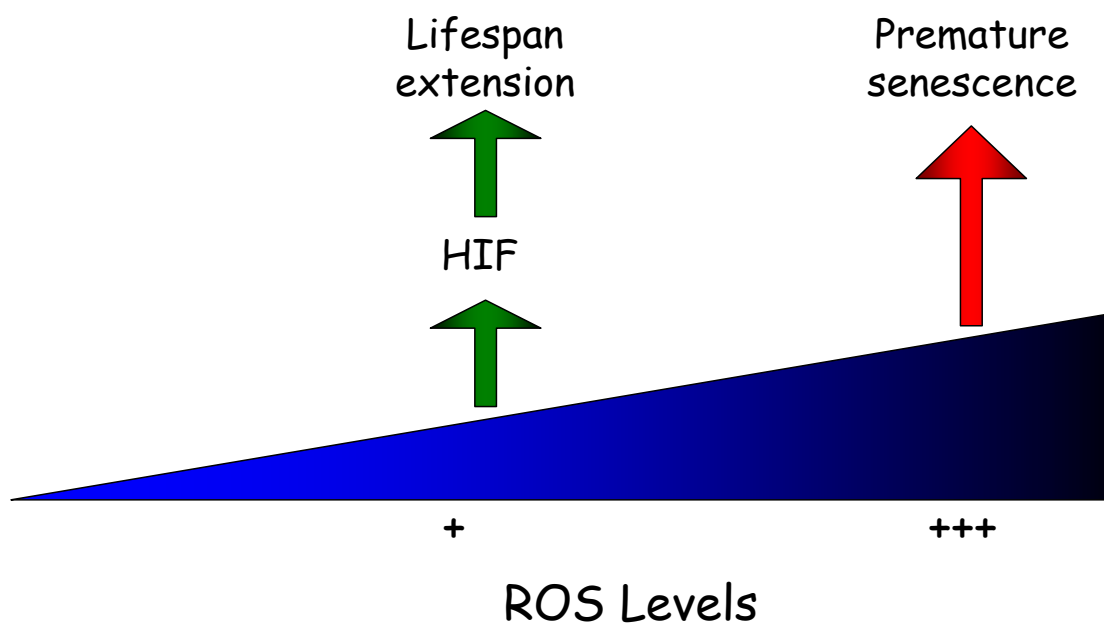 Lifespan
extension
Premature
senescence
HIF
+
+++
ROS Levels